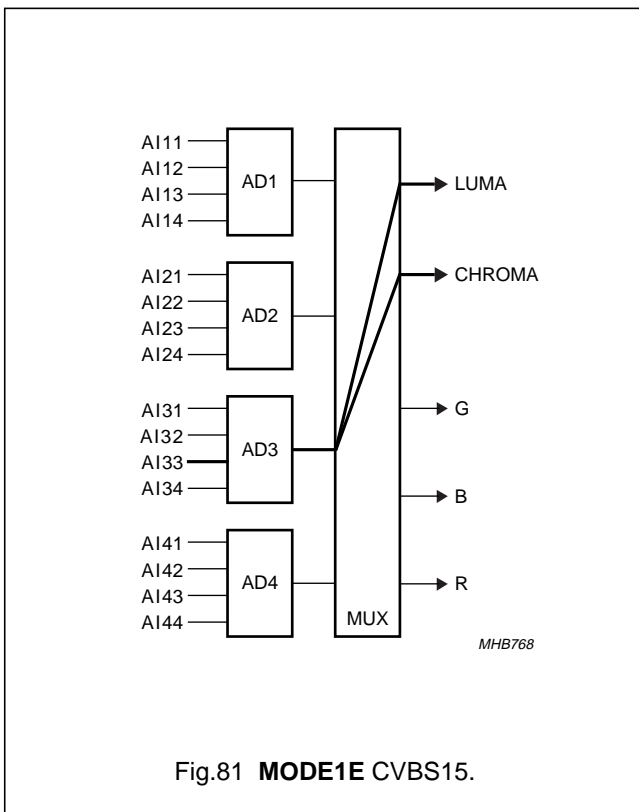 AI11
AI12
AI13
AI14
AD1
AI21
AI22
AI23
AI24
AD2
AI31
AI32
AI33
AI34
AD3
AI41
AI42
AI43
AI44
AD4
MUX
LUMA
CHROMA
G
B
R
MHB768
Fig.81 MODE1E CVBS15.